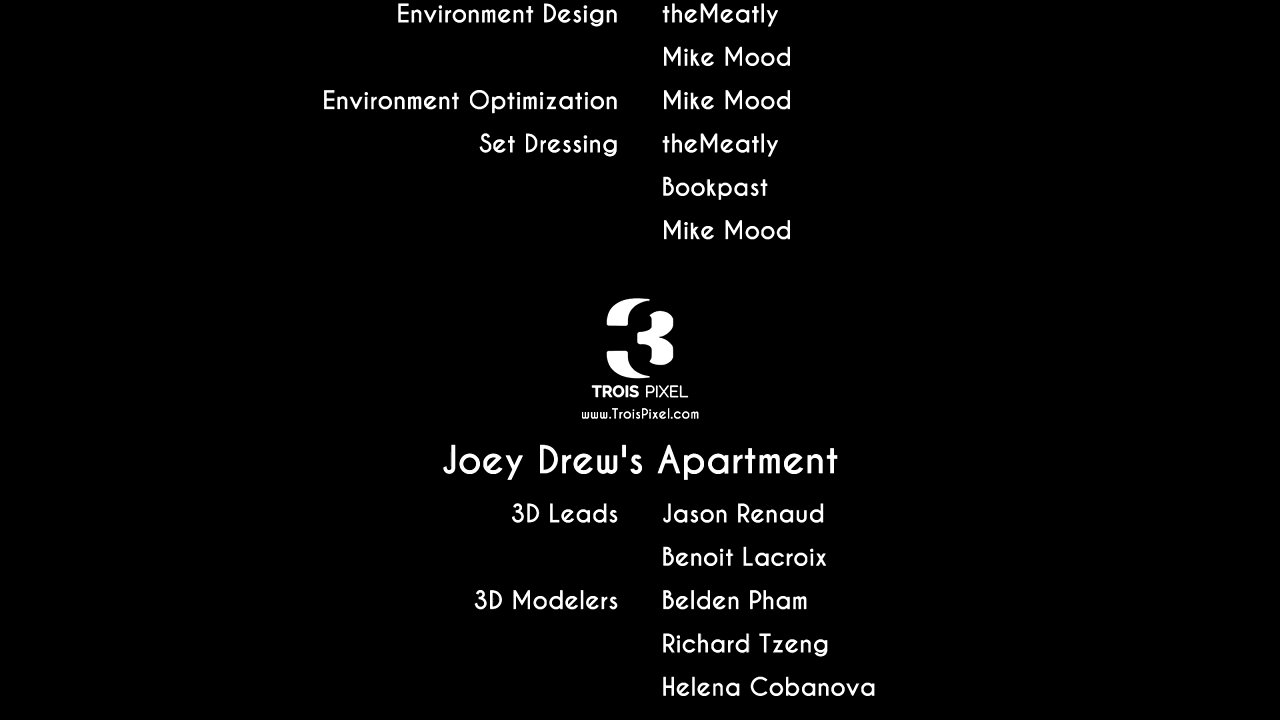 Environment Design theMeatly
Mike Mood
Environment Optimization Mike Mood
Set Dressing theMeatly
Bookpast
Mike Mood
3
TROIS PIXEL
www.TroisPixel.com
Joey Drew's Apartment
3D Leads Jason Renaud
Benoit Lacroix
3D Modelers Belden Pham
Richard Tzeng
Helena Cobanova